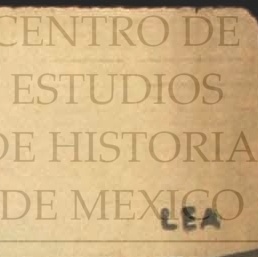 CENTRO DE
ESTUDIOS
DE HISTORIA
DE MEXICO
LEA